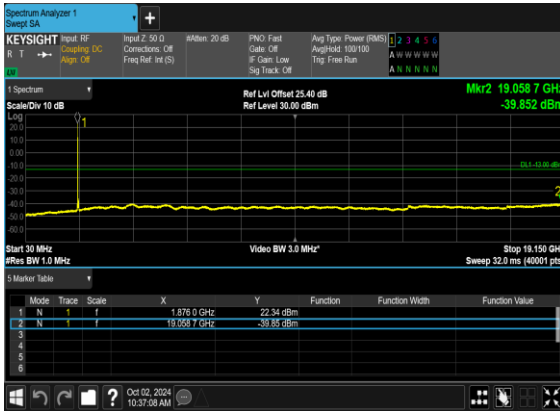 Spectrum Analyzer 1
Swept SA
+
KEYSIGHT Input: RF Input Z: 50 Ω #Atten: 20 dB PNO: Fast Avg Type: Power (RMS) 1 2 3 4 5 6
R T Coupling: DC Corrections: Off Gate: Off Avg|Hold: 100/100 A W W W W W
Align: Off Freq Ref: Int (S) IF Gain: Low Trig: Free Run
Sig Track: Off A N N N N N
1 Spectrum Ref Lvl Offset 25.40 dB Mkr2 19.058 7 GHz
Scale/Div 10 dB Ref Level 30.00 dBm -39.852 dBm
Log
20.0
10.0
0.00
-10.0
-20.0
-30.0
-40.0
-50.0
-60.0
1
DL1 -13.00 dBm
2
Start 30 MHz Video BW 3.0 MHz* Stop 19.150 GHz
#Res BW 1.0 MHz Sweep 32.0 ms (40001 pts)
5 Marker Table
Mode Trace Scale X Y Function Function Width Function Value
1 N 1 f 1.876 0 GHz 22.34 dBm
2 N 1 f 19.058 7 GHz -39.85 dBm
3
4
5
6
? Oct 02, 2024
10:37:08 AM